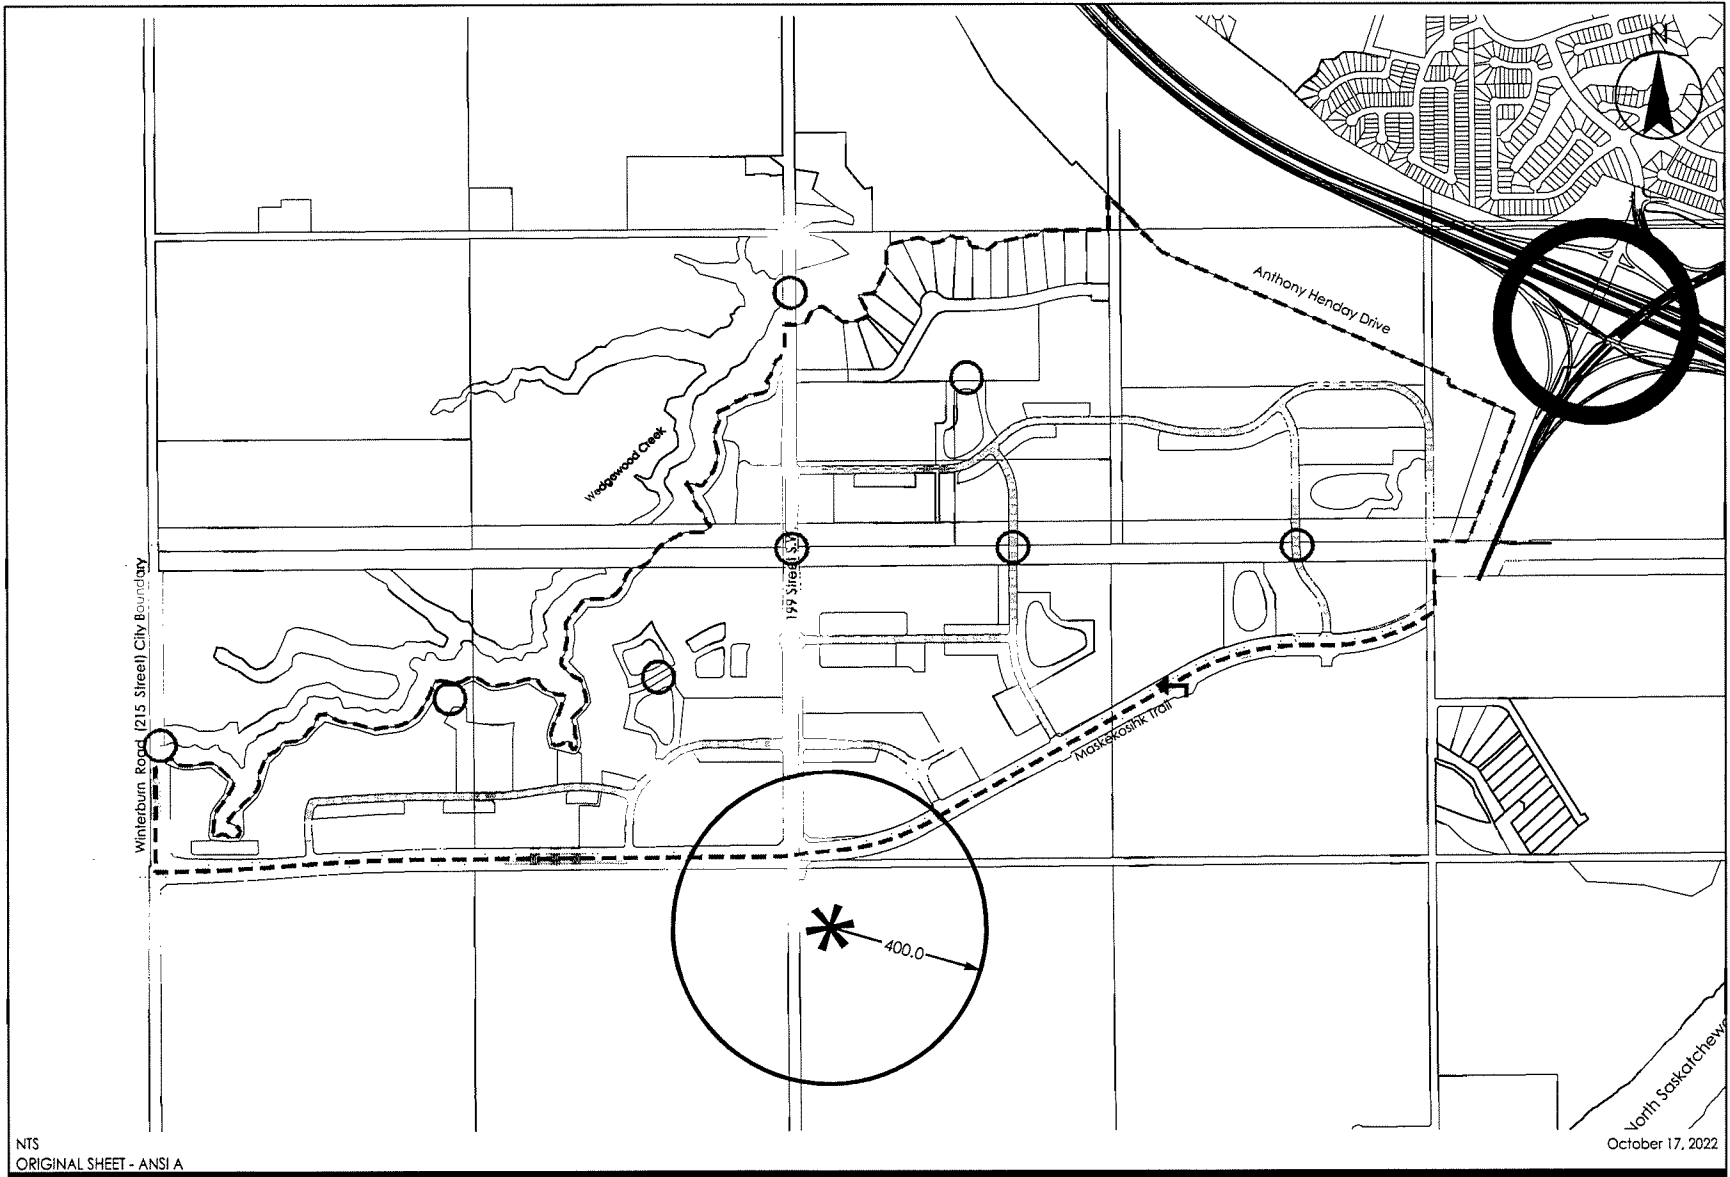 N
Anthony Henday Drive
Wedgewood Creek
199 Street
Winterburn Road (215 Street) City Boundary
Maskekosihk Trail
400.0
North Saskatchew
NTS
ORIGINAL SHEET - ANSI A
October 17, 2022